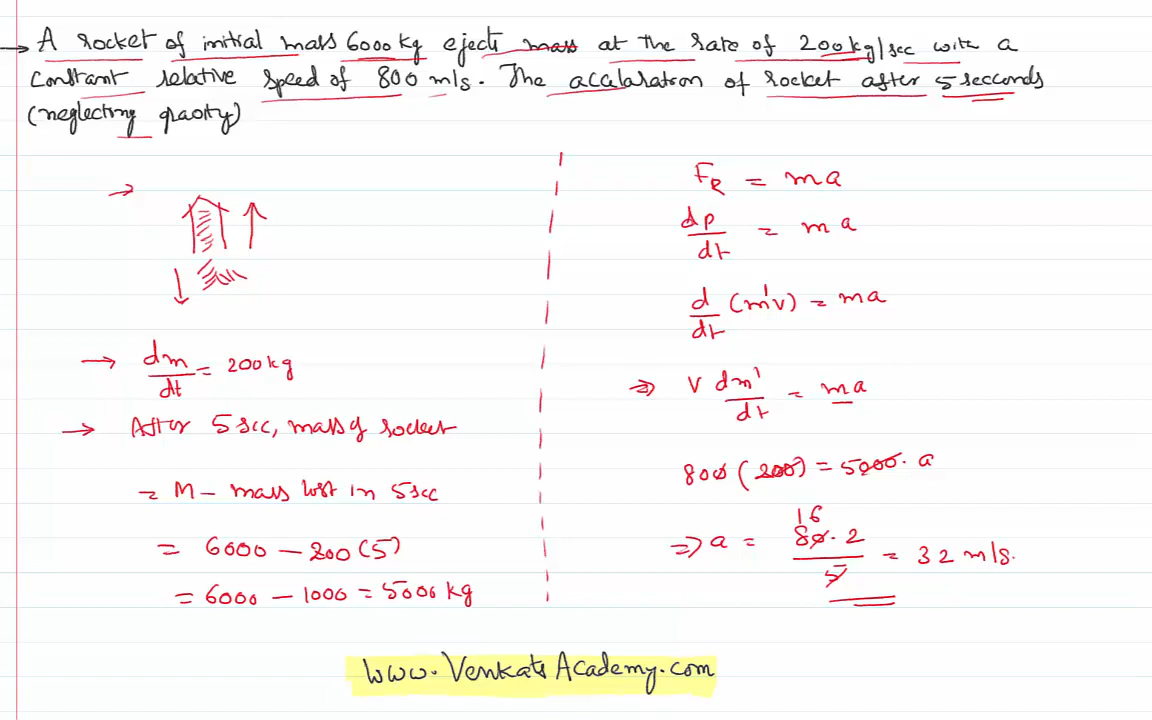 → A rocket of initial mass 6000 kg ejects mass at the rate of 200 kg/sec with a
constant relative speed of 800 m/s. The accelaration of rocket after 5 secconds
(neglecting gravity)
→
→ dm/dt = 200 kg
→ After 5 sec, mass of rocket
= M - mass lost in 5 sec
= 6000 - 200 (5)
= 6000 - 1000 = 5000 kg
F_R = ma
dp/dt = ma
d/dt (m'v) = ma
⇒ V dm'/dt = ma
800 (200) = 5000. a
16
⇒ a = 80.2/5 = 32 m/s.
www.VenkatsAcademy.com